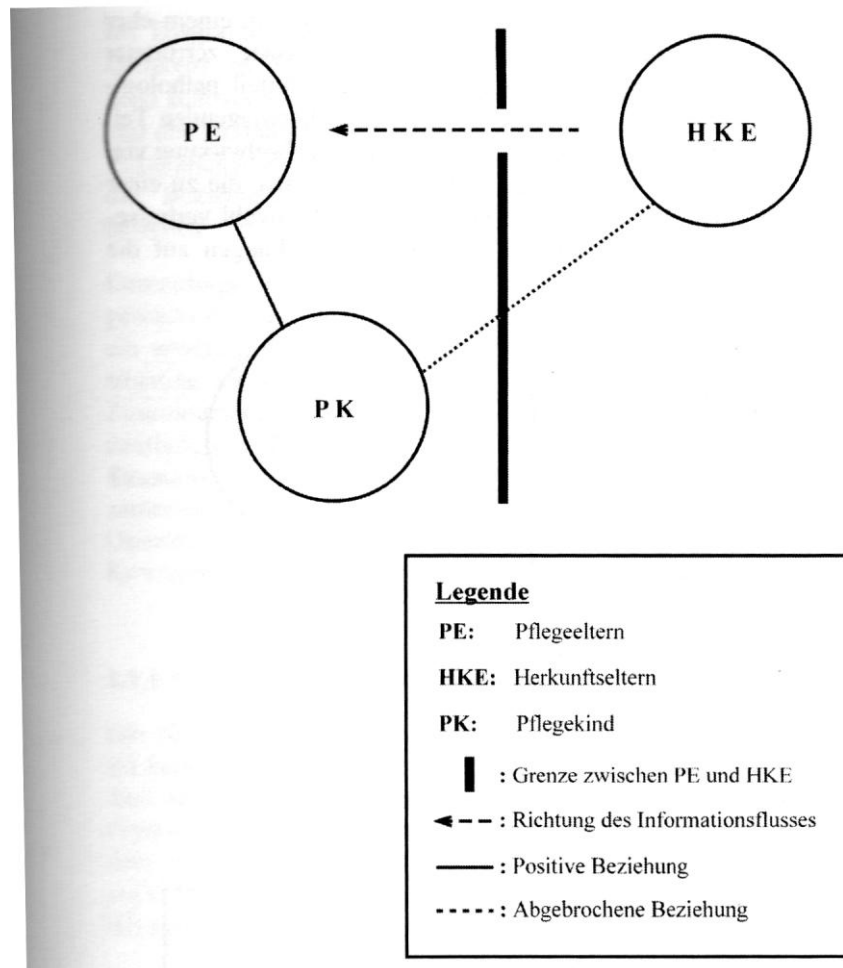 PE
HKE
PK
Legende
PE: Pflegeeltern
HKE: Herkunftseltern
PK: Pflegekind
: Grenze zwischen PE und HKE
: Richtung des Informationsflusses
: Positive Beziehung
: Abgebrochene Beziehung